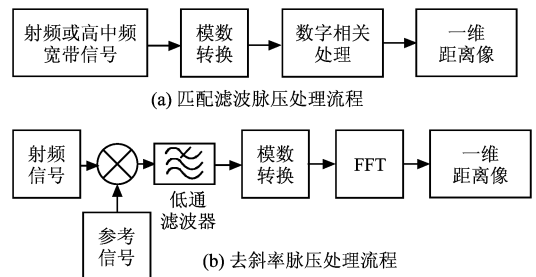 射频或高中频
宽带信号
模数
转换
数字相关
处理
一维
距离像
(a) 匹配滤波脉压处理流程
射频
信号
低通
滤波器
模数
转换
FFT
一维
距离像
参考
信号
(b) 去斜率脉压处理流程